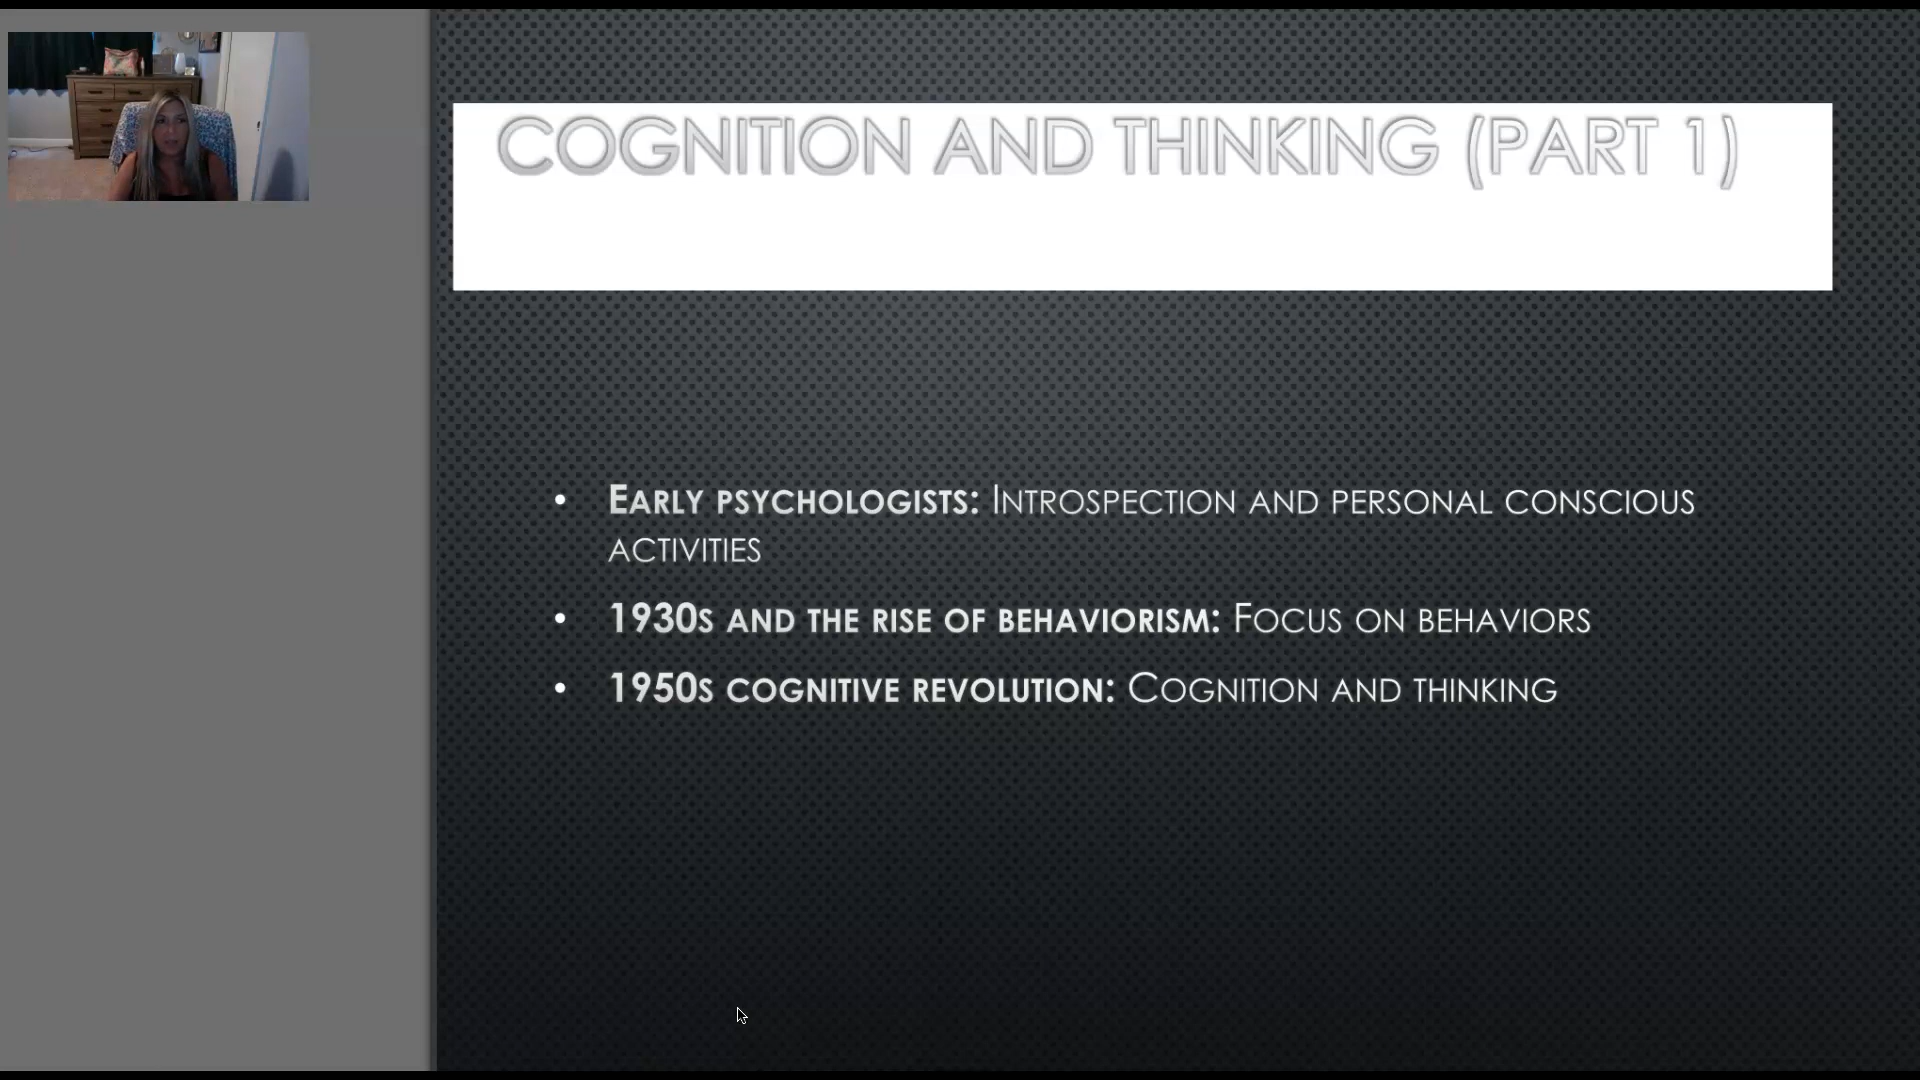 COGNITION AND THINKING (PART 1)
• EARLY PSYCHOLOGISTS: INTROSPECTION AND PERSONAL CONSCIOUS
ACTIVITIES
• 1930S AND THE RISE OF BEHAVIORISM: FOCUS ON BEHAVIORS
• 1950S COGNITIVE REVOLUTION: COGNITION AND THINKING